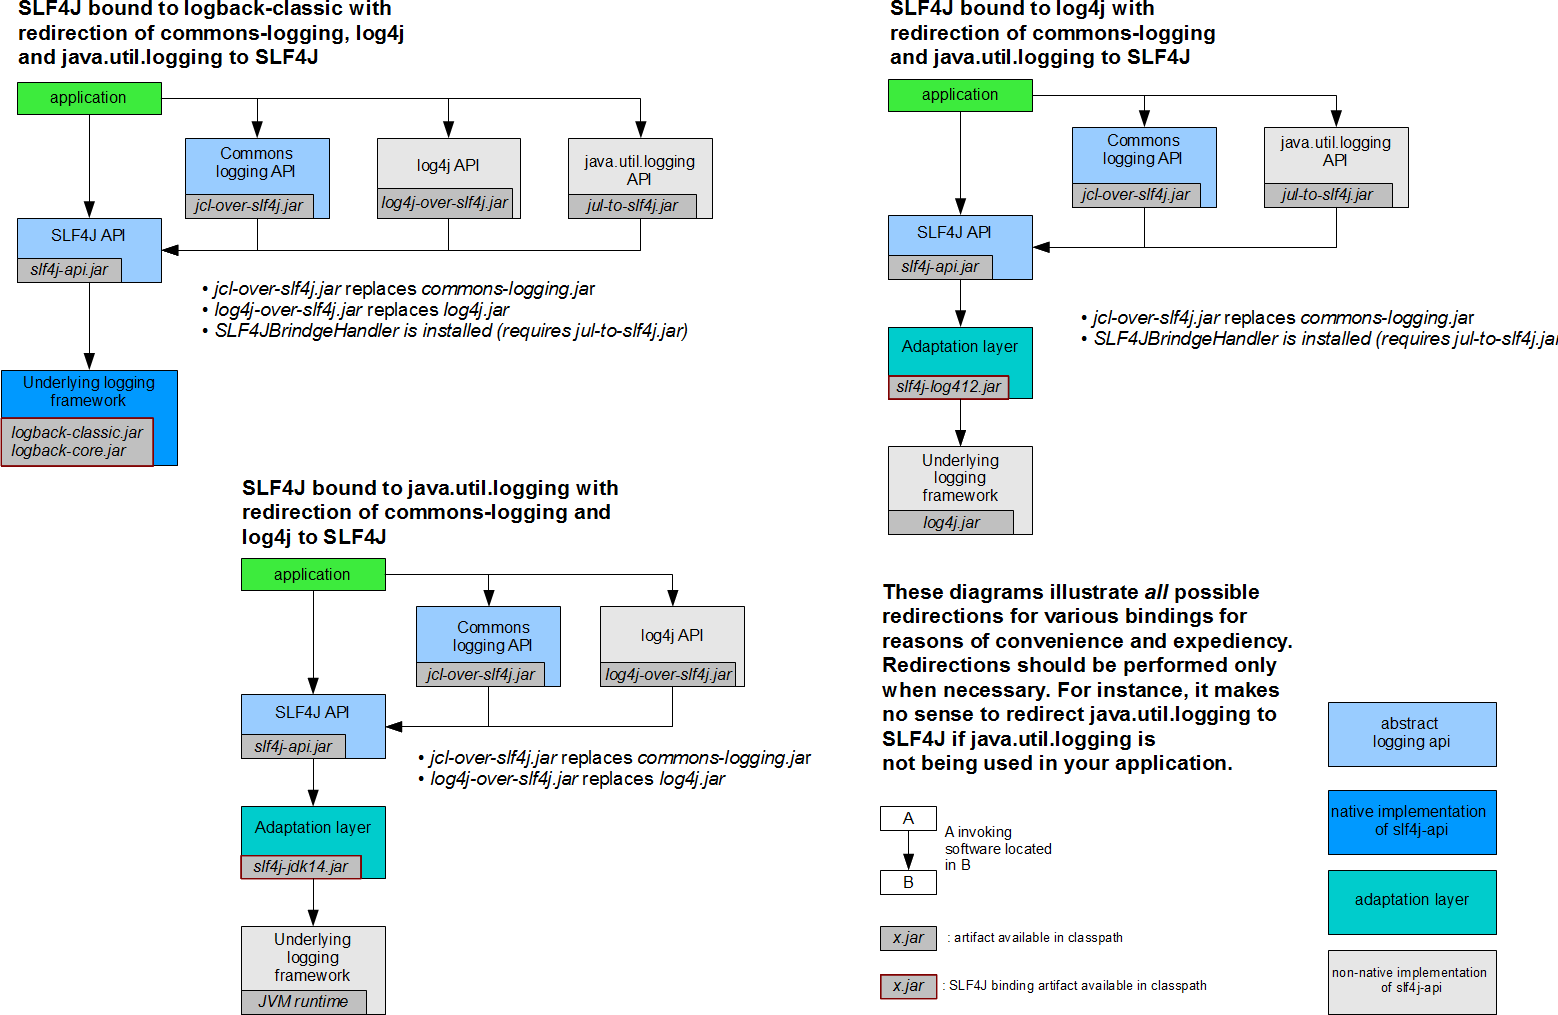 SLF4J bound to logback-classic with
redirection of commons-logging, log4j
and java.util.logging to SLF4J
application
Commons
logging API
jcl-over-slf4j.jar
log4j API
log4j-over-slf4j.jar
java.util.logging
API
jul-to-slf4j.jar
SLF4J API
slf4j-api.jar
• jcl-over-slf4j.jar replaces commons-logging.jar
• log4j-over-slf4j.jar replaces log4j.jar
• SLF4JBrindgeHandler is installed (requires jul-to-slf4j.jar)
Underlying logging
framework
logback-classic.jar
logback-core.jar
SLF4J bound to log4j with
redirection of commons-logging
and java.util.logging to SLF4J
application
Commons
logging API
jcl-over-slf4j.jar
java.util.logging
API
jul-to-slf4j.jar
SLF4J API
slf4j-api.jar
• jcl-over-slf4j.jar replaces commons-logging.jar
• SLF4JBrindgeHandler is installed (requires jul-to-slf4j.jar
Adaptation layer
slf4j-log412.jar
Underlying
logging
framework
log4j.jar
SLF4J bound to java.util.logging with
redirection of commons-logging and
log4j to SLF4J
application
Commons
logging API
jcl-over-slf4j.jar
log4j API
log4j-over-slf4j.jar
SLF4J API
slf4j-api.jar
• jcl-over-slf4j.jar replaces commons-logging.jar
• log4j-over-slf4j.jar replaces log4j.jar
Adaptation layer
slf4j-jdk14.jar
Underlying
logging
framework
JVM runtime
These diagrams illustrate all possible
redirections for various bindings for
reasons of convenience and expediency.
Redirections should be performed only
when necessary. For instance, it makes
no sense to redirect java.util.logging to
SLF4J if java.util.logging is
not being used in your application.
A
B
A invoking
software located
in B
x.jar : artifact available in classpath
x.jar : SLF4J binding artifact available in classpath
abstract
logging api
native implementation
of slf4j-api
adaptation layer
non-native implementation
of slf4j-api